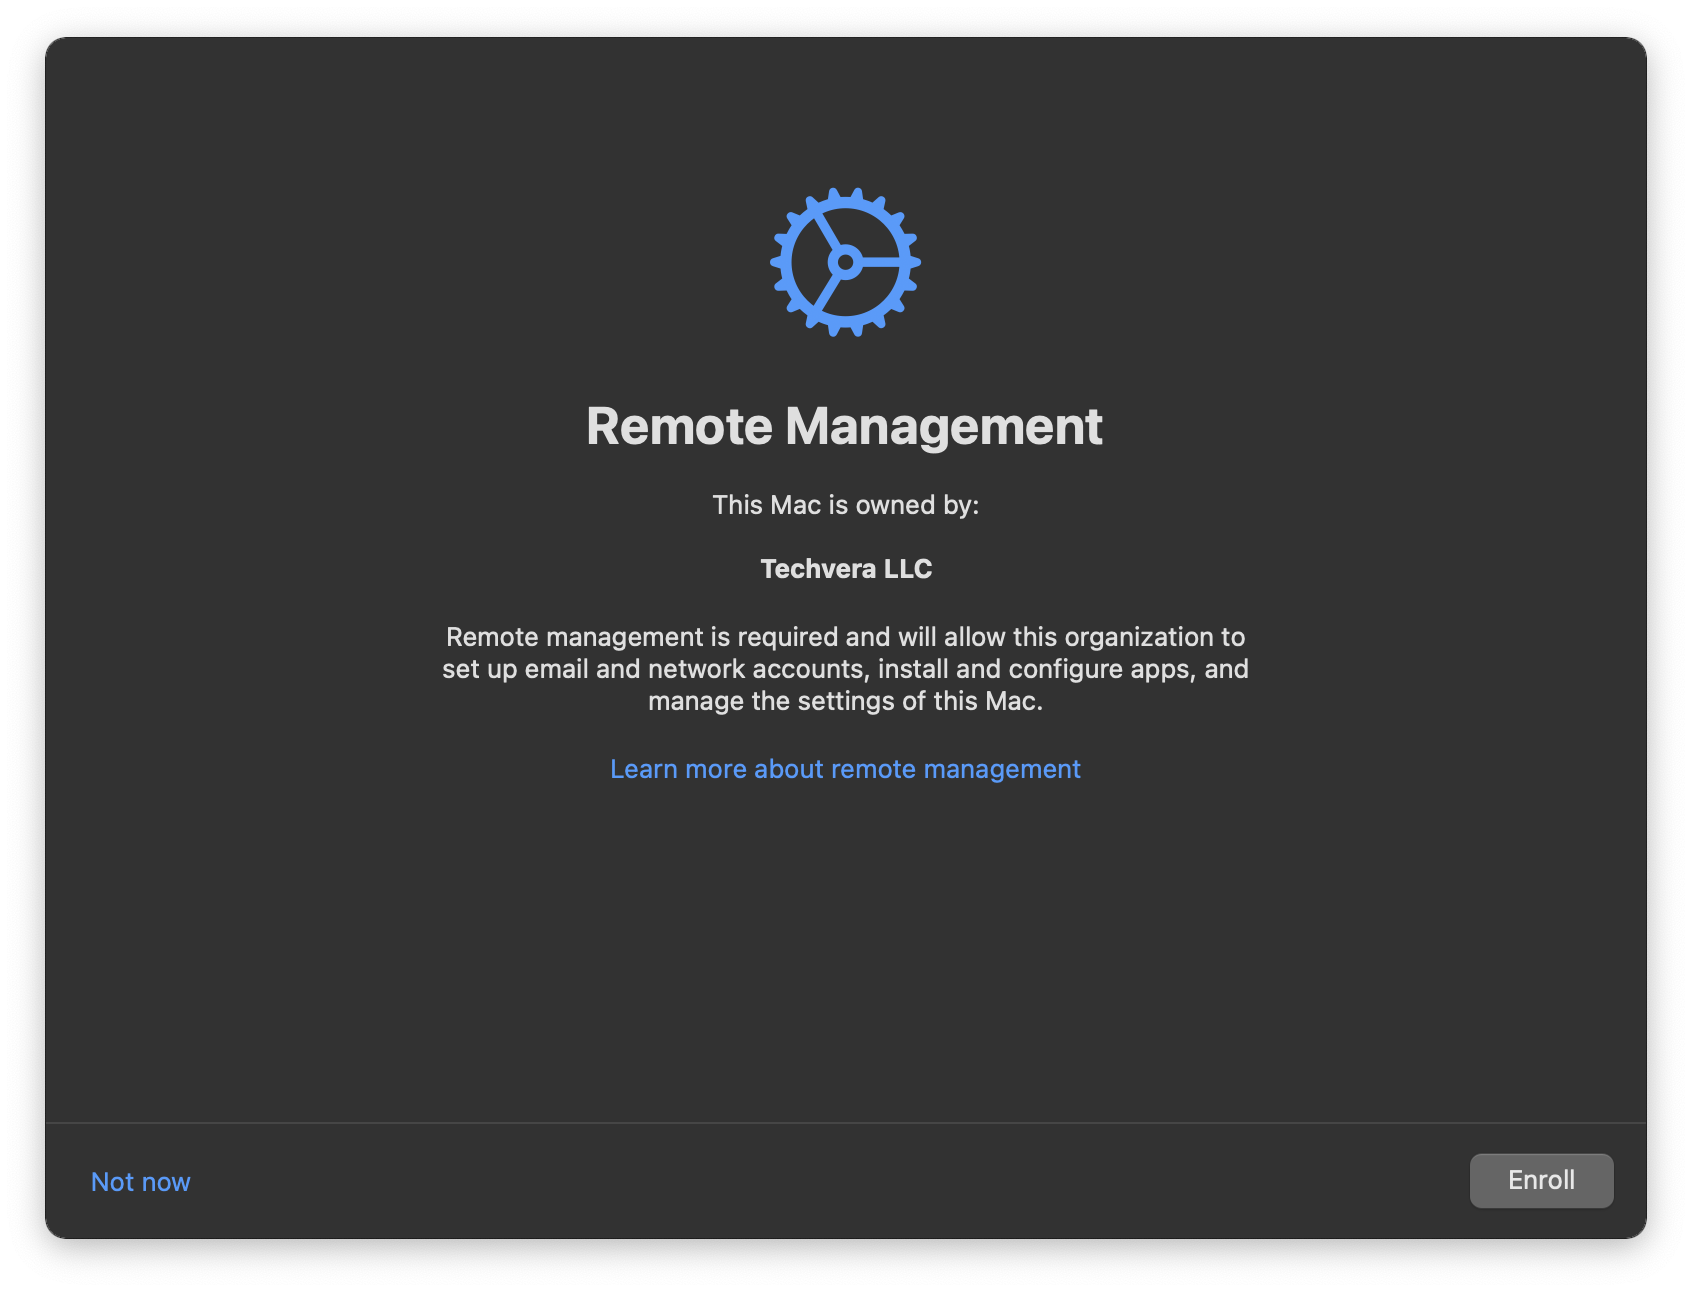 Remote Management
This Mac is owned by:
Techvera LLC
Remote management is required and will allow this organization to
set up email and network accounts, install and configure apps, and
manage the settings of this Mac.
Learn more about remote management
Not now
Enroll